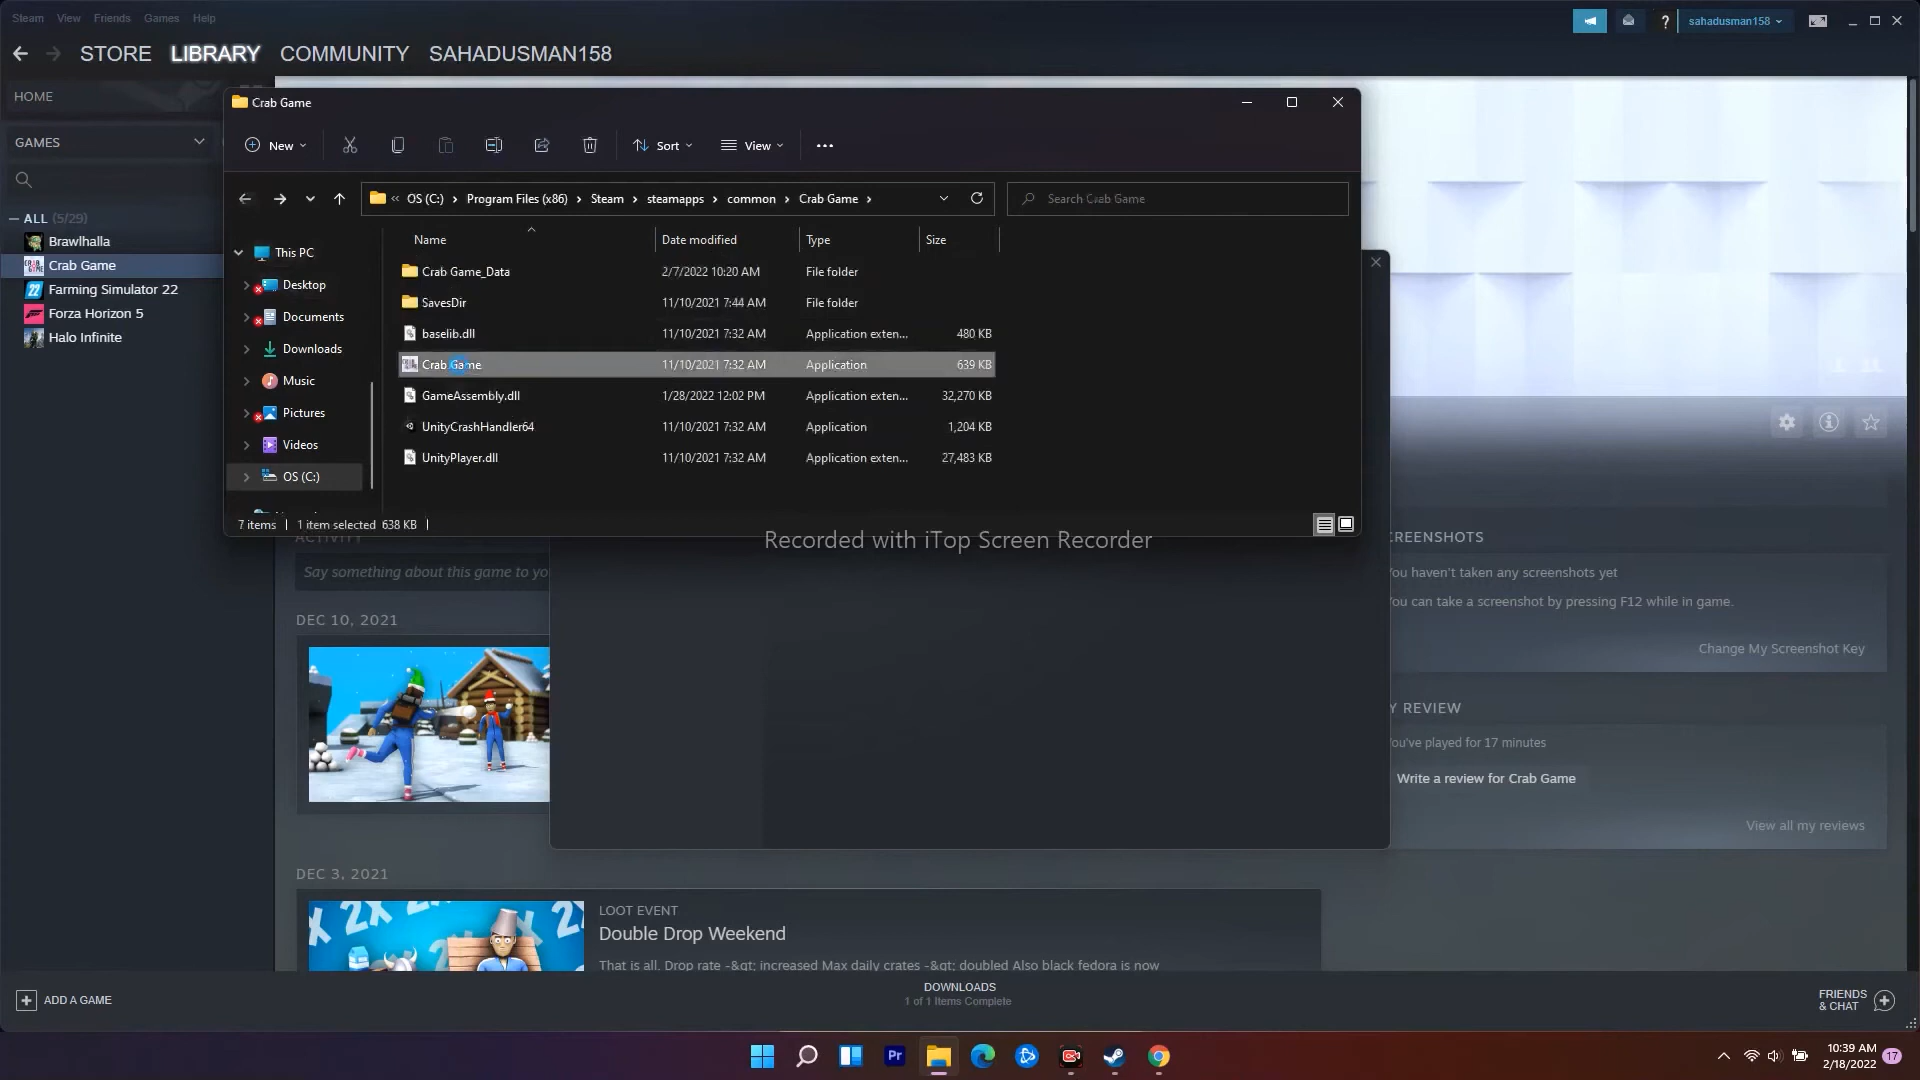 Steam View Friends Games Help
sahadusman158
STORE LIBRARY COMMUNITY SAHADUSMAN158
HOME
GAMES
ALL (5/29)
Brawlhalla
Crab Game
Farming Simulator 22
Forza Horizon 5
Halo Infinite
Crab Game
New Sort View
OS (C:) Program Files (x86) Steam steamapps common Crab Game
Search Crab Game
Name Date modified Type Size
This PC
Desktop
Documents
Downloads
Music
Pictures
Videos
OS (C:)
Crab Game_Data 2/7/2022 10:20 AM File folder
SavesDir 11/10/2021 7:44 AM File folder
baselib.dll 11/10/2021 7:32 AM Application exten... 480 KB
Crab Game 11/10/2021 7:32 AM Application 639 KB
GameAssembly.dll 1/28/2022 12:02 PM Application exten... 32,270 KB
UnityCrashHandler64 11/10/2021 7:32 AM Application 1,204 KB
UnityPlayer.dll 11/10/2021 7:32 AM Application exten... 27,483 KB
7 items 1 item selected 638 KB
Recorded with iTop Screen Recorder
ACTIVITY
Say something about this game to yo
DEC 10, 2021
DEC 3, 2021
2X 2X 2X
LOOT EVENT
Double Drop Weekend
That is all. Drop rate -&gt; increased Max daily crates -&gt; doubled Also black fedora is now
CREENSHOTS
You haven't taken any screenshots yet
You can take a screenshot by pressing F12 while in game.
Change My Screenshot Key
Y REVIEW
You've played for 17 minutes
Write a review for Crab Game
View all my reviews
ADD A GAME
DOWNLOADS
1 of 1 Items Complete
FRIENDS
& CHAT
Pr
10:39 AM
2/18/2022
17